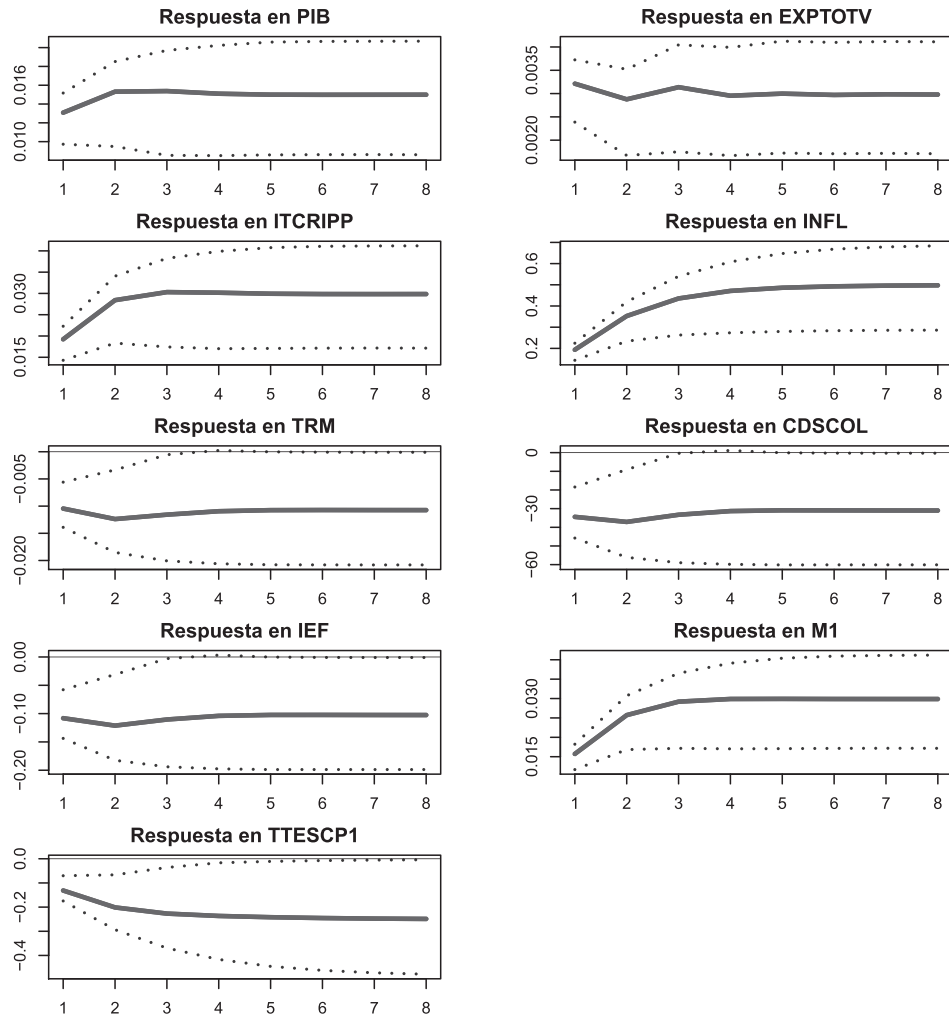 Respuesta en PIB
0.016
0.010
1 2 3 4 5 6 7 8
Respuesta en EXPTOTV
0.0035
0.0020
1 2 3 4 5 6 7 8
Respuesta en ITCRIPP
0.030
0.015
1 2 3 4 5 6 7 8
Respuesta en INFL
0.6
0.4
0.2
1 2 3 4 5 6 7 8
Respuesta en TRM
−0.005
−0.020
1 2 3 4 5 6 7 8
Respuesta en CDSCOL
0
−30
−60
1 2 3 4 5 6 7 8
Respuesta en IEF
0.00
−0.10
−0.20
1 2 3 4 5 6 7 8
Respuesta en M1
0.030
0.015
1 2 3 4 5 6 7 8
Respuesta en TTESCP1
0.0
−0.2
−0.4
1 2 3 4 5 6 7 8